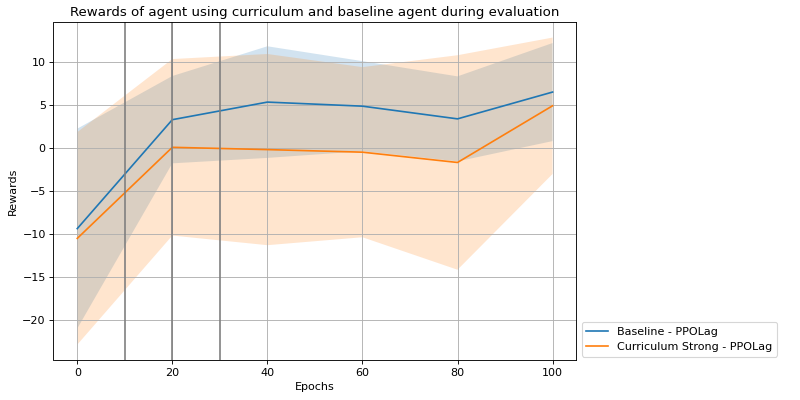 Rewards of agent using curriculum and baseline agent during evaluation
10
5
0
−5
−10
−15
−20
Rewards
0 20 40 60 80 100
Epochs
Baseline - PPOLag
Curriculum Strong - PPOLag